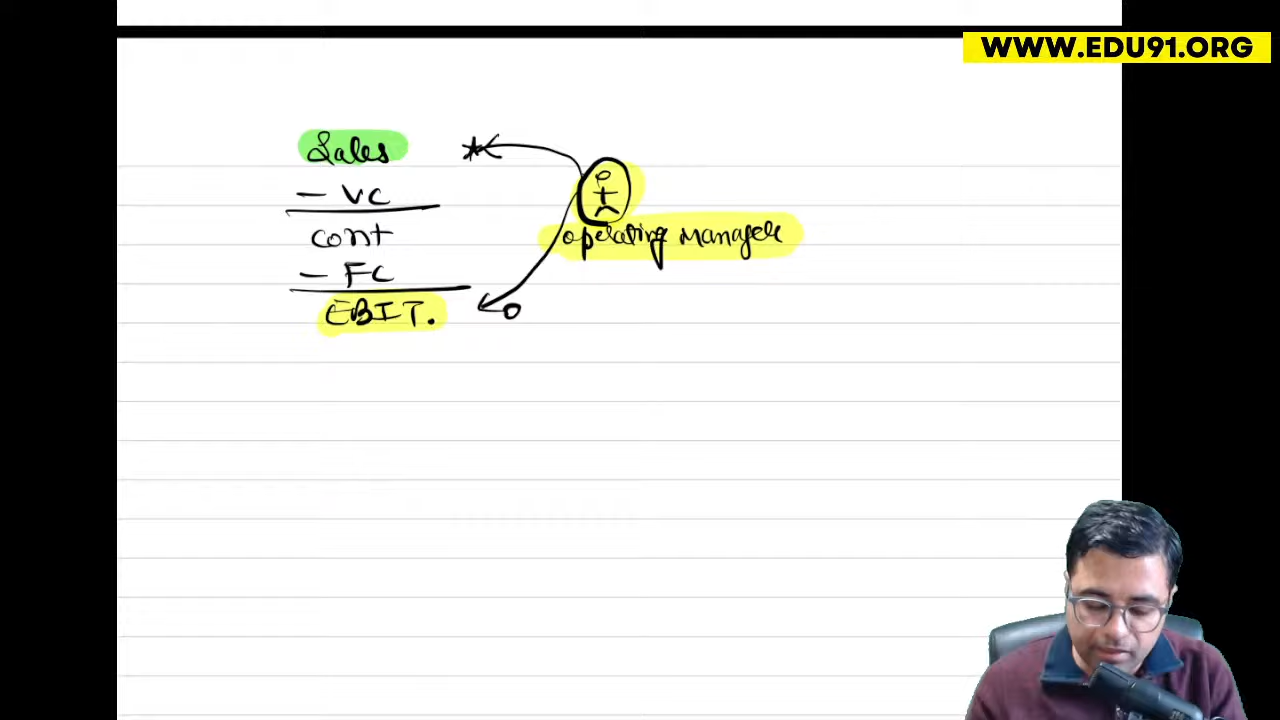 WWW.EDU91.ORG
Sales
- VC
cont
operating manager
- FC
EBIT.